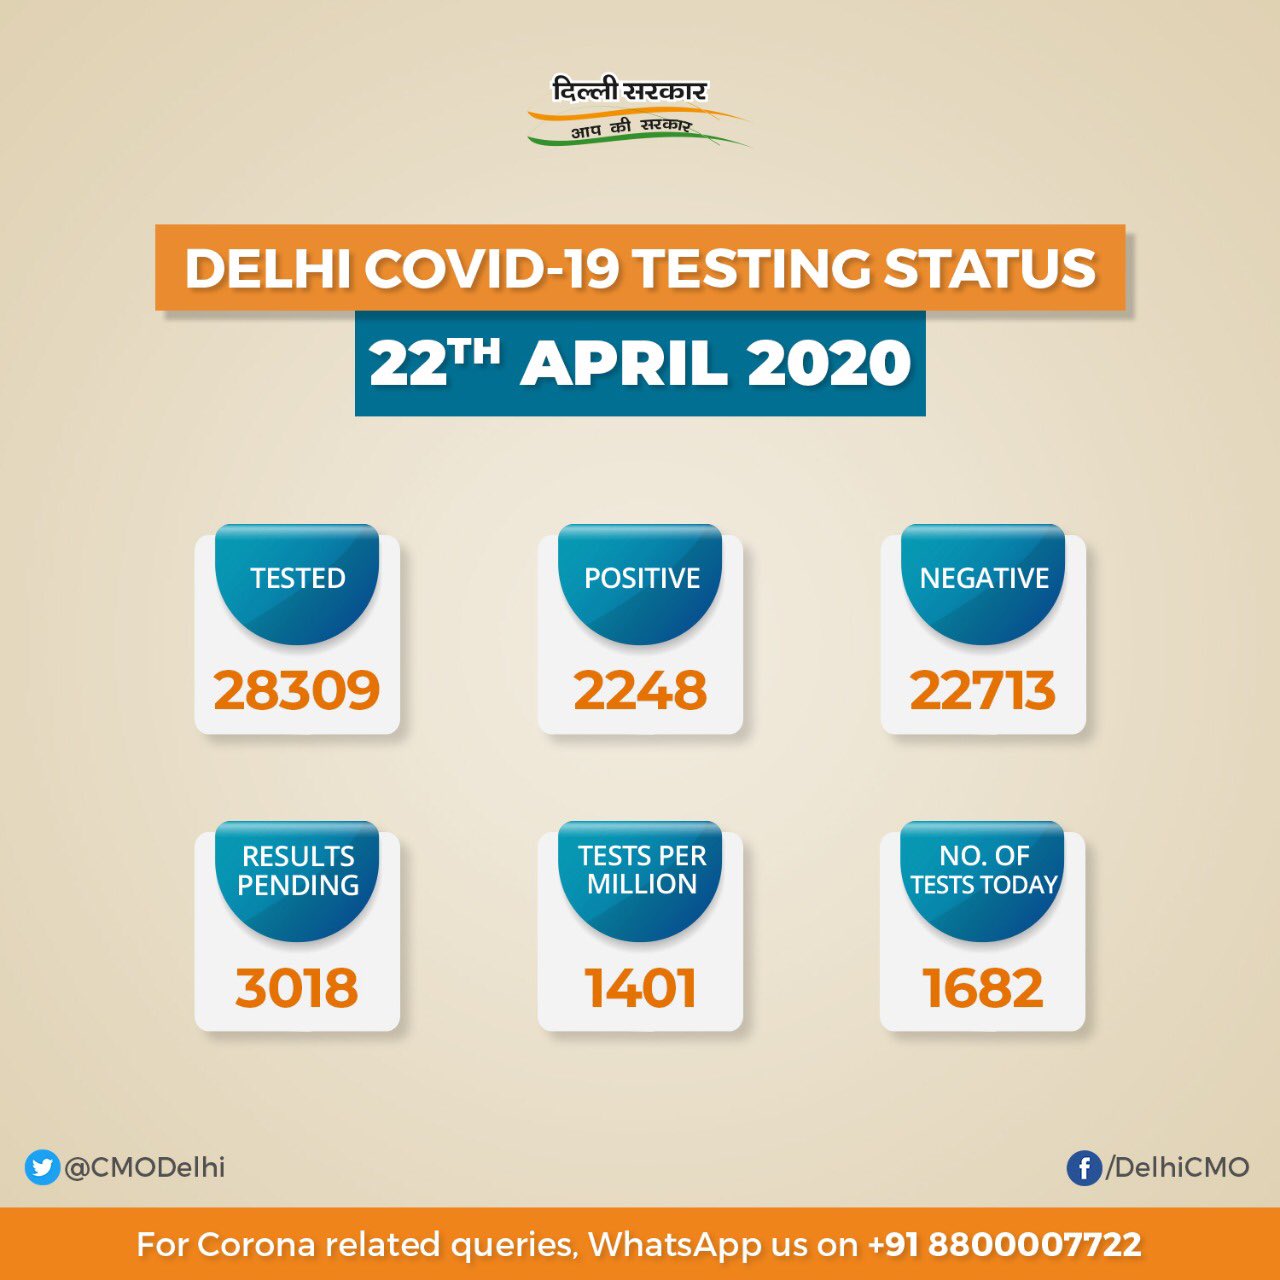 दिल्ली सरकार
आप की सरकार
DELHI COVID-19 TESTING STATUS
22TH APRIL 2020
TESTED
28309
POSITIVE
2248
NEGATIVE
22713
RESULTS
PENDING
3018
TESTS PER
MILLION
1401
NO. OF
TESTS TODAY
1682
@CMODelhi
/DelhiCMO
For Corona related queries, WhatsApp us on +91 8800007722